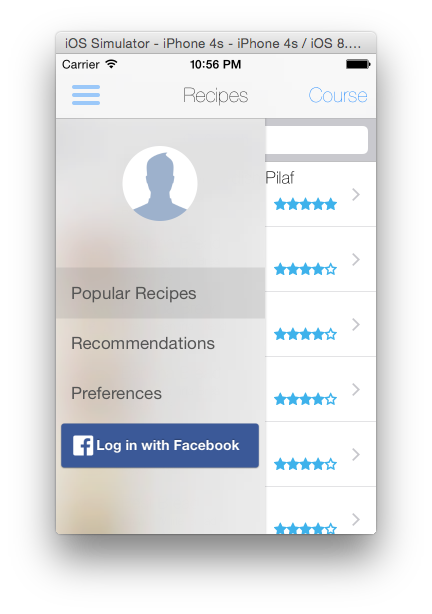 iOS Simulator - iPhone 4s - iPhone 4s / iOS 8....
Carrier 10:56 PM
Recipes Course
Pilaf
Popular Recipes
Recommendations
Preferences
Log in with Facebook